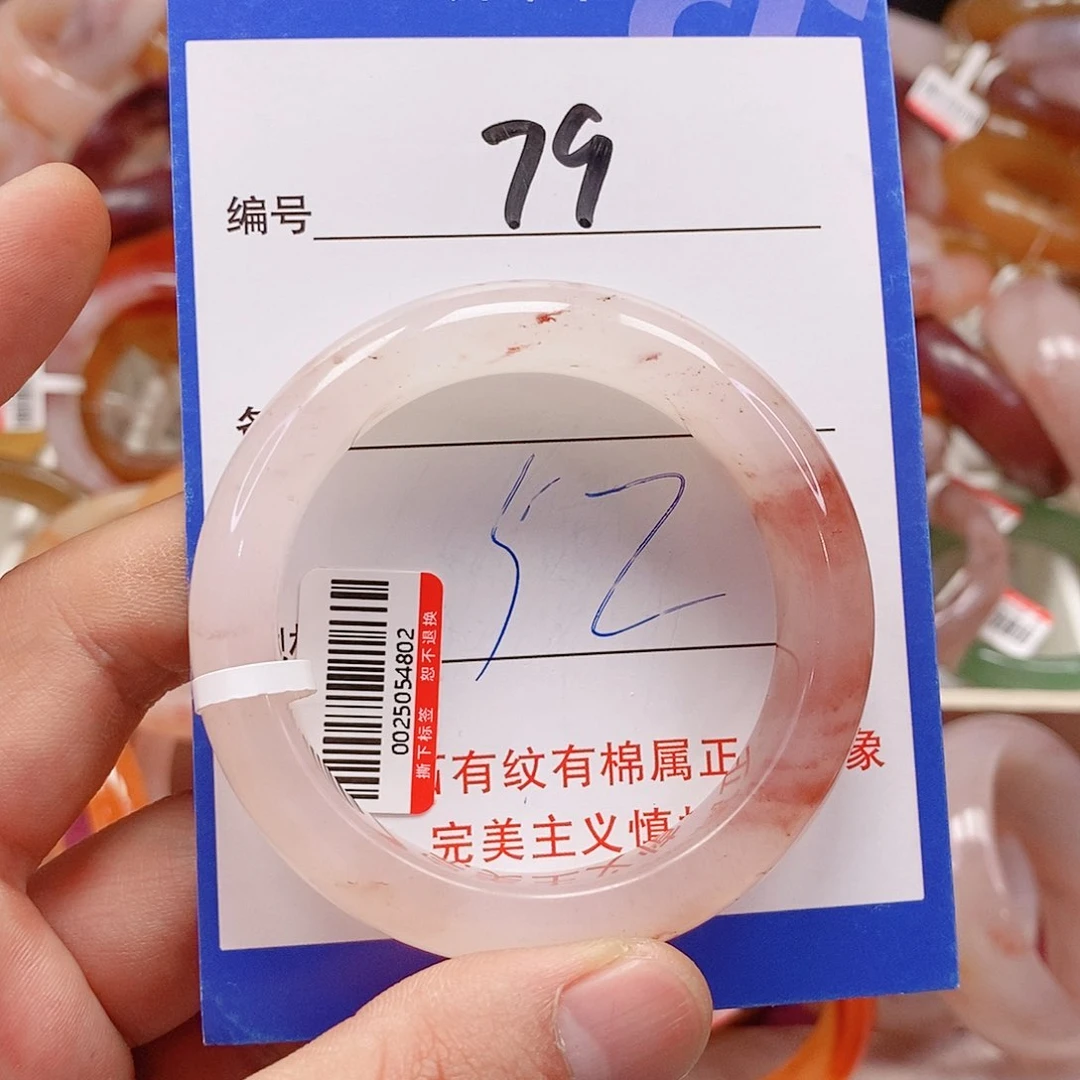 编号 79
52
0025054802
撕下标签 恕不退换
有纹有棉属正 象
完美主义慎